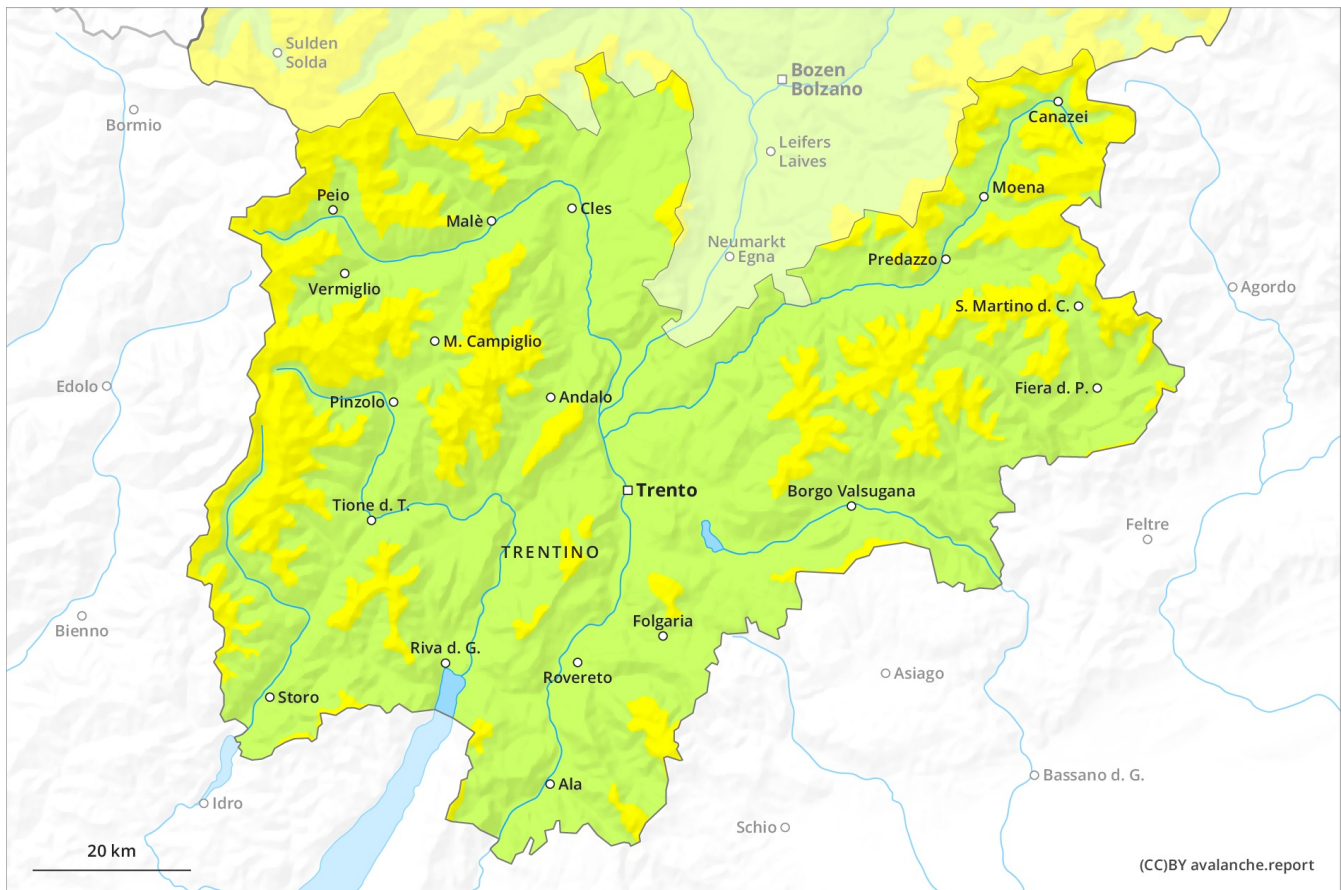 Sulden
Solda
Bozen
Bolzano
Bormio
Canazei
Leifers
Laives
Peio
Moena
Malè
Cles
Neumarkt
Egna
Predazzo
Vermiglio
Agordo
S. Martino d. C.
M. Campiglio
Edolo
Fiera d. P.
Andalo
Pinzolo
Trento
Borgo Valsugana
Tione d. T.
Feltre
TRENTINO
Bienno
Folgaria
Riva d. G.
Rovereto
Asiago
Storo
Bassano d. G.
Ala
Idro
Schio
20 km
(CC)BY avalanche.report